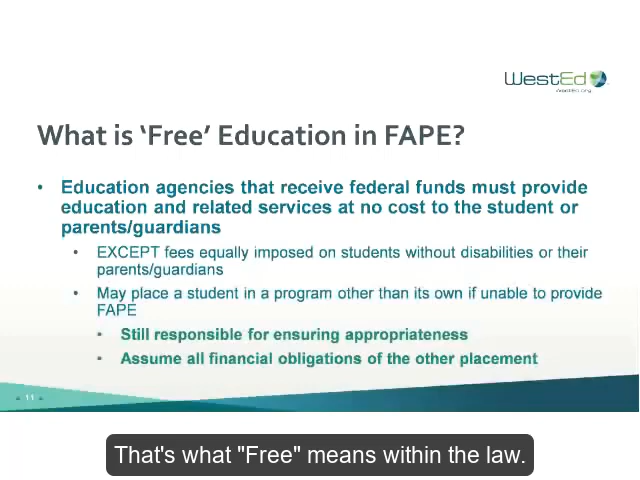 WestEd
WestEd.org
What is ‘Free’ Education in FAPE?
• Education agencies that receive federal funds must provide
education and related services at no cost to the student or
parents/guardians
• EXCEPT fees equally imposed on students without disabilities or their
parents/guardians
• May place a student in a program other than its own if unable to provide
FAPE
• Still responsible for ensuring appropriateness
• Assume all financial obligations of the other placement
11
That's what "Free" means within the law.